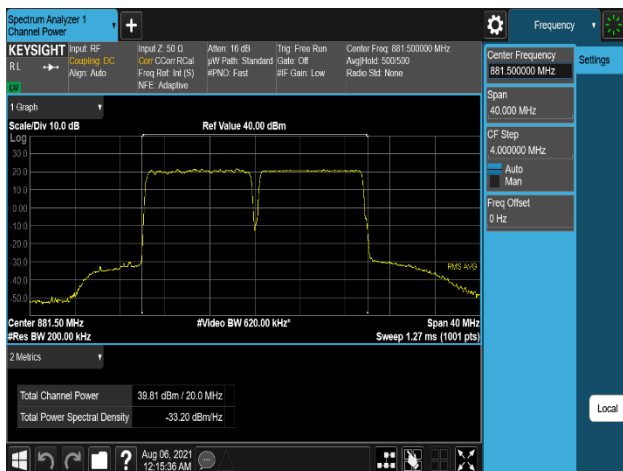 Spectrum Analyzer 1
Channel Power
Frequency
KEYSIGHT
RL
LW
Input: RF
Coupling: DC
Align: Auto
Input Z: 50 Ω
Corr CCorr RCal
Freq Ref: Int (S)
NFE: Adaptive
Atten: 16 dB
µW Path: Standard
#PNO: Fast
Trig: Free Run
Gate: Off
#IF Gain: Low
Center Freq: 881.500000 MHz
Avg|Hold: 500/500
Radio Std: None
Center Frequency
881.500000 MHz
Settings
Span
40.000 MHz
CF Step
4.000000 MHz
Auto
Man
Freq Offset
0 Hz
1 Graph
Scale/Div 10.0 dB
Ref Value 40.00 dBm
Log
30.0
20.0
10.0
0.00
-10.0
-20.0
-30.0
-40.0
-50.0
RMS AVG
Center 881.50 MHz
#Video BW 620.00 kHz*
Span 40 MHz
#Res BW 200.00 kHz
Sweep 1.27 ms (1001 pts)
2 Metrics
Total Channel Power
39.81 dBm / 20.0 MHz
Total Power Spectral Density
-33.20 dBm/Hz
Local
?
Aug 06, 2021
12:15:36 AM